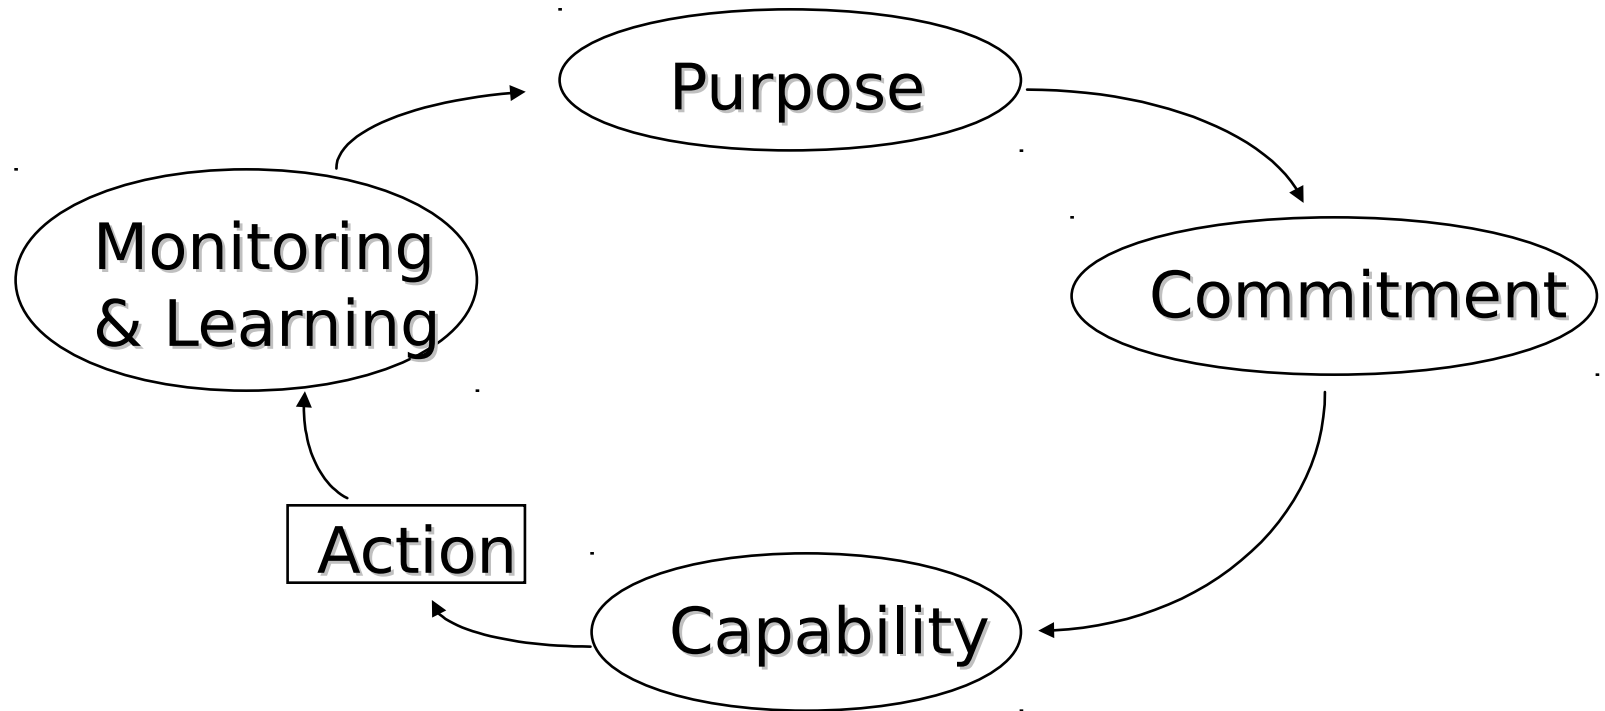 Purpose
Monitoring
& Learning
Commitment
Action
Capability